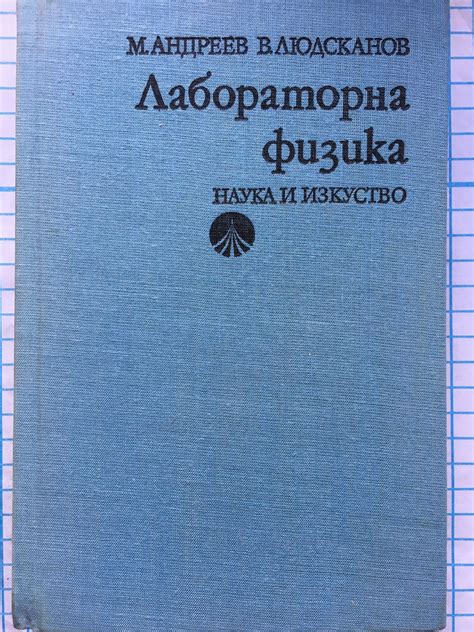 М. АНДРЕЕВ В. ЛЮДСКАНОВ
Лабораторна
физика
НАУКА И ИЗКУСТВО